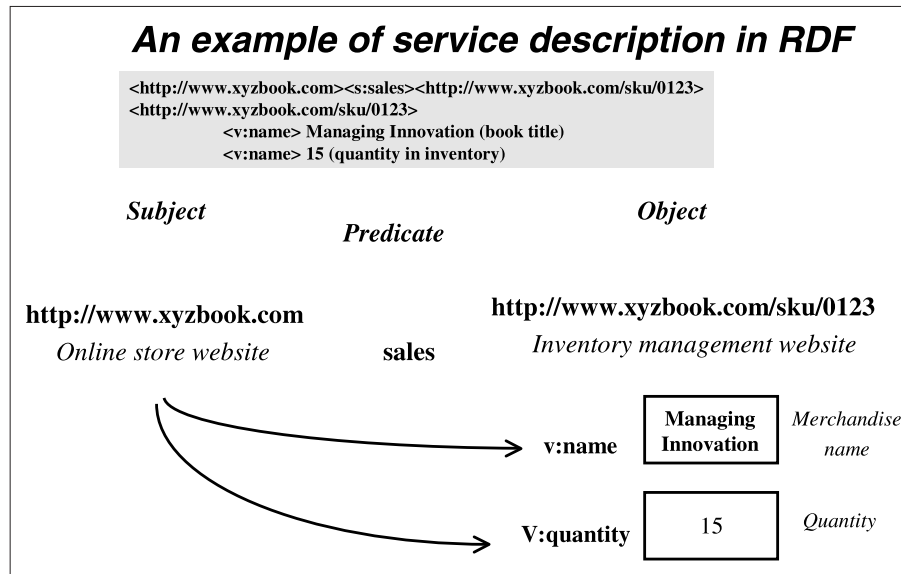 An example of service description in RDF
<http://www.xyzbook.com><s:sales><http://www.xyzbook.com/sku/0123>
<http://www.xyzbook.com/sku/0123>
<v:name> Managing Innovation (book title)
<v:name> 15 (quantity in inventory)
Subject
Predicate
Object
http://www.xyzbook.com
Online store website
sales
http://www.xyzbook.com/sku/0123
Inventory management website
v:name
Managing
Innovation
Merchandise
name
V:quantity
15
Quantity